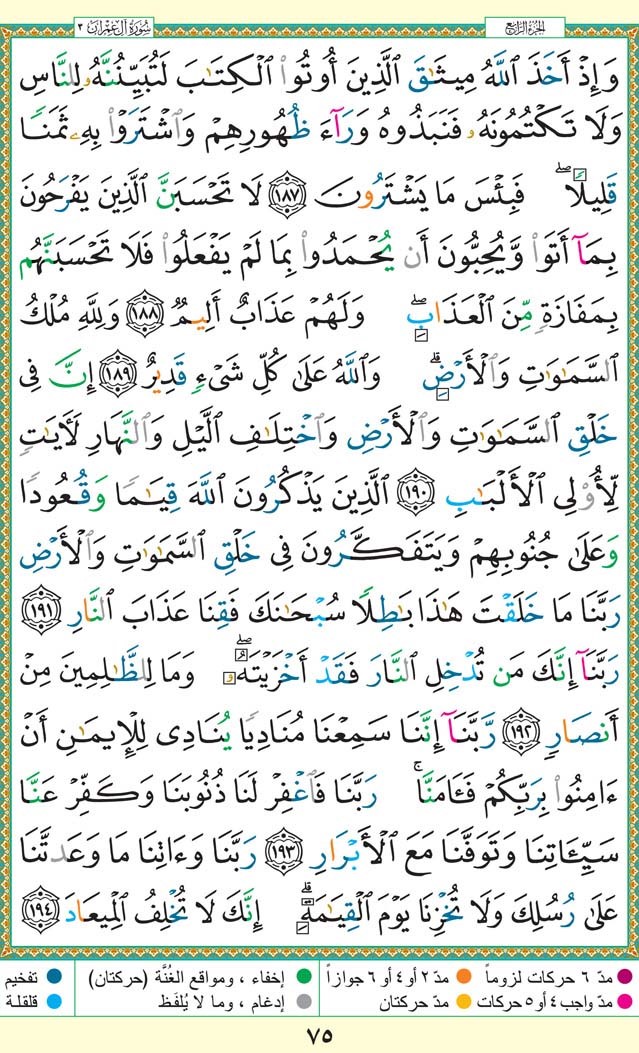 سُورَةُ آلِ عِمْرَان ٣
الجُزْءُ الرَّابِع
وَإِذْ أَخَذَ ٱللَّهُ مِيثَٰقَ ٱلَّذِينَ أُوتُوا۟ ٱلْكِتَٰبَ لَتُبَيِّنُنَّهُۥ لِلنَّاسِ
وَلَا تَكْتُمُونَهُۥ فَنَبَذُوهُ وَرَآءَ ظُهُورِهِمْ وَٱشْتَرَوْا۟ بِهِۦ ثَمَنًا
قَلِيلًا ۖ فَبِئْسَ مَا يَشْتَرُونَ ١٨٧ لَا تَحْسَبَنَّ ٱلَّذِينَ يَفْرَحُونَ
بِمَآ أَتَوا۟ وَّيُحِبُّونَ أَن يُحْمَدُوا۟ بِمَا لَمْ يَفْعَلُوا۟ فَلَا تَحْسَبَنَّهُم
بِمَفَازَةٍ مِّنَ ٱلْعَذَابِ ۖ وَلَهُمْ عَذَابٌ أَلِيمٌ ١٨٨ وَلِلَّهِ مُلْكُ
ٱلسَّمَٰوَٰتِ وَٱلْأَرْضِ ۗ وَٱللَّهُ عَلَىٰ كُلِّ شَىْءٍ قَدِيرٌ ١٨٩ إِنَّ فِى
خَلْقِ ٱلسَّمَٰوَٰتِ وَٱلْأَرْضِ وَٱخْتِلَٰفِ ٱلَّيْلِ وَٱلنَّهَارِ لَءَايَٰتٍ
لِّأُو۟لِى ٱلْأَلْبَٰبِ ١٩٠ ٱلَّذِينَ يَذْكُرُونَ ٱللَّهَ قِيَٰمًا وَقُعُودًا
وَعَلَىٰ جُنُوبِهِمْ وَيَتَفَكَّرُونَ فِى خَلْقِ ٱلسَّمَٰوَٰتِ وَٱلْأَرْضِ
رَبَّنَا مَا خَلَقْتَ هَٰذَا بَٰطِلًا سُبْحَٰنَكَ فَقِنَا عَذَابَ ٱلنَّارِ ١٩١
رَبَّنَآ إِنَّكَ مَن تُدْخِلِ ٱلنَّارَ فَقَدْ أَخْزَيْتَهُۥ ۖ وَمَا لِلظَّٰلِمِينَ مِنْ
أَنصَارٍ ١٩٢ رَّبَّنَآ إِنَّنَا سَمِعْنَا مُنَادِيًا يُنَادِى لِلْإِيمَٰنِ أَنْ
ءَامِنُوا۟ بِرَبِّكُمْ فَـَٔامَنَّا ۚ رَبَّنَا فَٱغْفِرْ لَنَا ذُنُوبَنَا وَكَفِّرْ عَنَّا
سَيِّـَٔاتِنَا وَتَوَفَّنَا مَعَ ٱلْأَبْرَارِ ١٩٣ رَبَّنَا وَءَاتِنَا مَا وَعَدتَّنَا
عَلَىٰ رُسُلِكَ وَلَا تُخْزِنَا يَوْمَ ٱلْقِيَٰمَةِ ۗ إِنَّكَ لَا تُخْلِفُ ٱلْمِيعَادَ ١٩٤
مدّ ٦ حركات لزوماً مدّ ٢ أو ٤ أو ٦ جوازاً إخفاء ، ومواقع الغُنَّة (حركتان) تفخيم
مدّ واجب ٤ أو ٥ حركات مدّ حركتان إدغام ، وما لا يُلفَظ قلقلة
٧٥